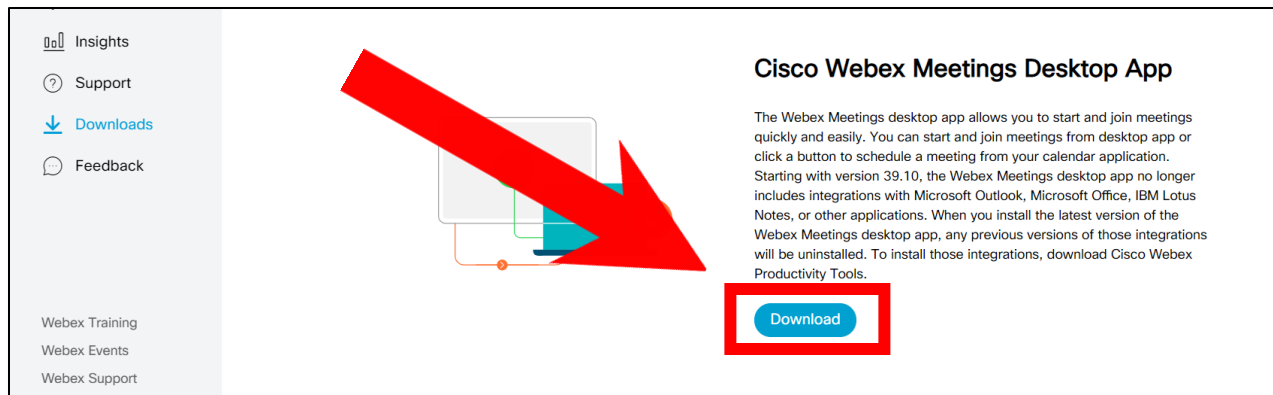 Insights
Support
Downloads
Feedback
Webex Training
Webex Events
Webex Support
Cisco Webex Meetings Desktop App
The Webex Meetings desktop app allows you to start and join meetings
quickly and easily. You can start and join meetings from desktop app or
click a button to schedule a meeting from your calendar application.
Starting with version 39.10, the Webex Meetings desktop app no longer
includes integrations with Microsoft Outlook, Microsoft Office, IBM Lotus
Notes, or other applications. When you install the latest version of the
Webex Meetings desktop app, any previous versions of those integrations
will be uninstalled. To install those integrations, download Cisco Webex
Productivity Tools.
Download